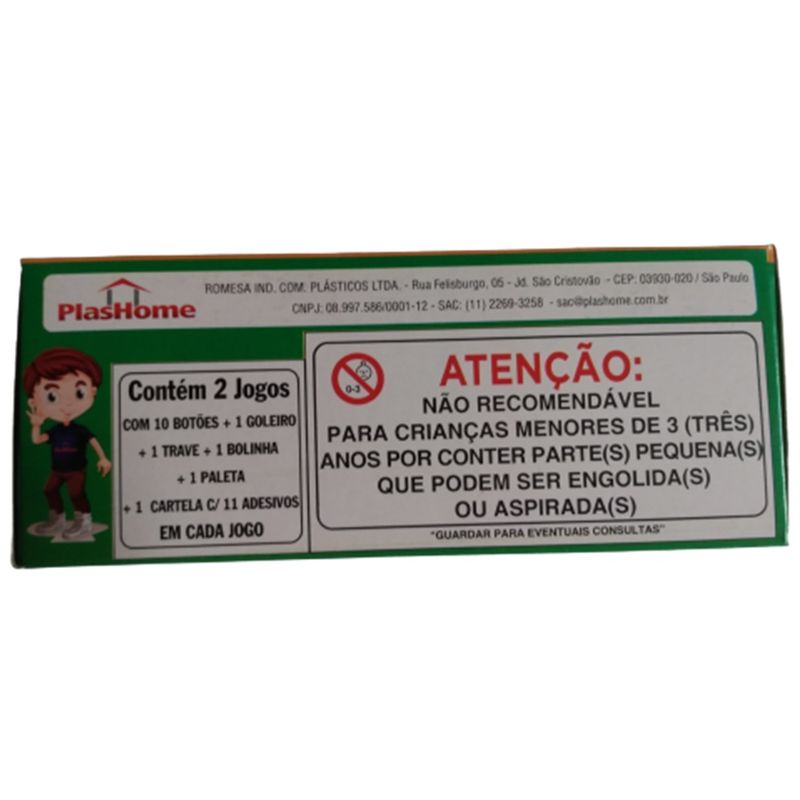 PlasHome
ROMESA IND. COM. PLÁSTICOS LTDA. - Rua Felisburgo, 05 - Jd. São Cristovão - CEP: 03930-020 / São Paulo
CNPJ: 08.997.586/0001-12 - SAC: (11) 2269-3258 - sac@plashome.com.br
Contém 2 Jogos
COM 10 BOTÕES + 1 GOLEIRO
+ 1 TRAVE + 1 BOLINHA
+ 1 PALETA
+ 1 CARTELA C/ 11 ADESIVOS
EM CADA JOGO
0-3
ATENÇÃO:
NÃO RECOMENDÁVEL
PARA CRIANÇAS MENORES DE 3 (TRÊS)
ANOS POR CONTER PARTE(S) PEQUENA(S)
QUE PODEM SER ENGOLIDA(S)
OU ASPIRADA(S)
"GUARDAR PARA EVENTUAIS CONSULTAS"